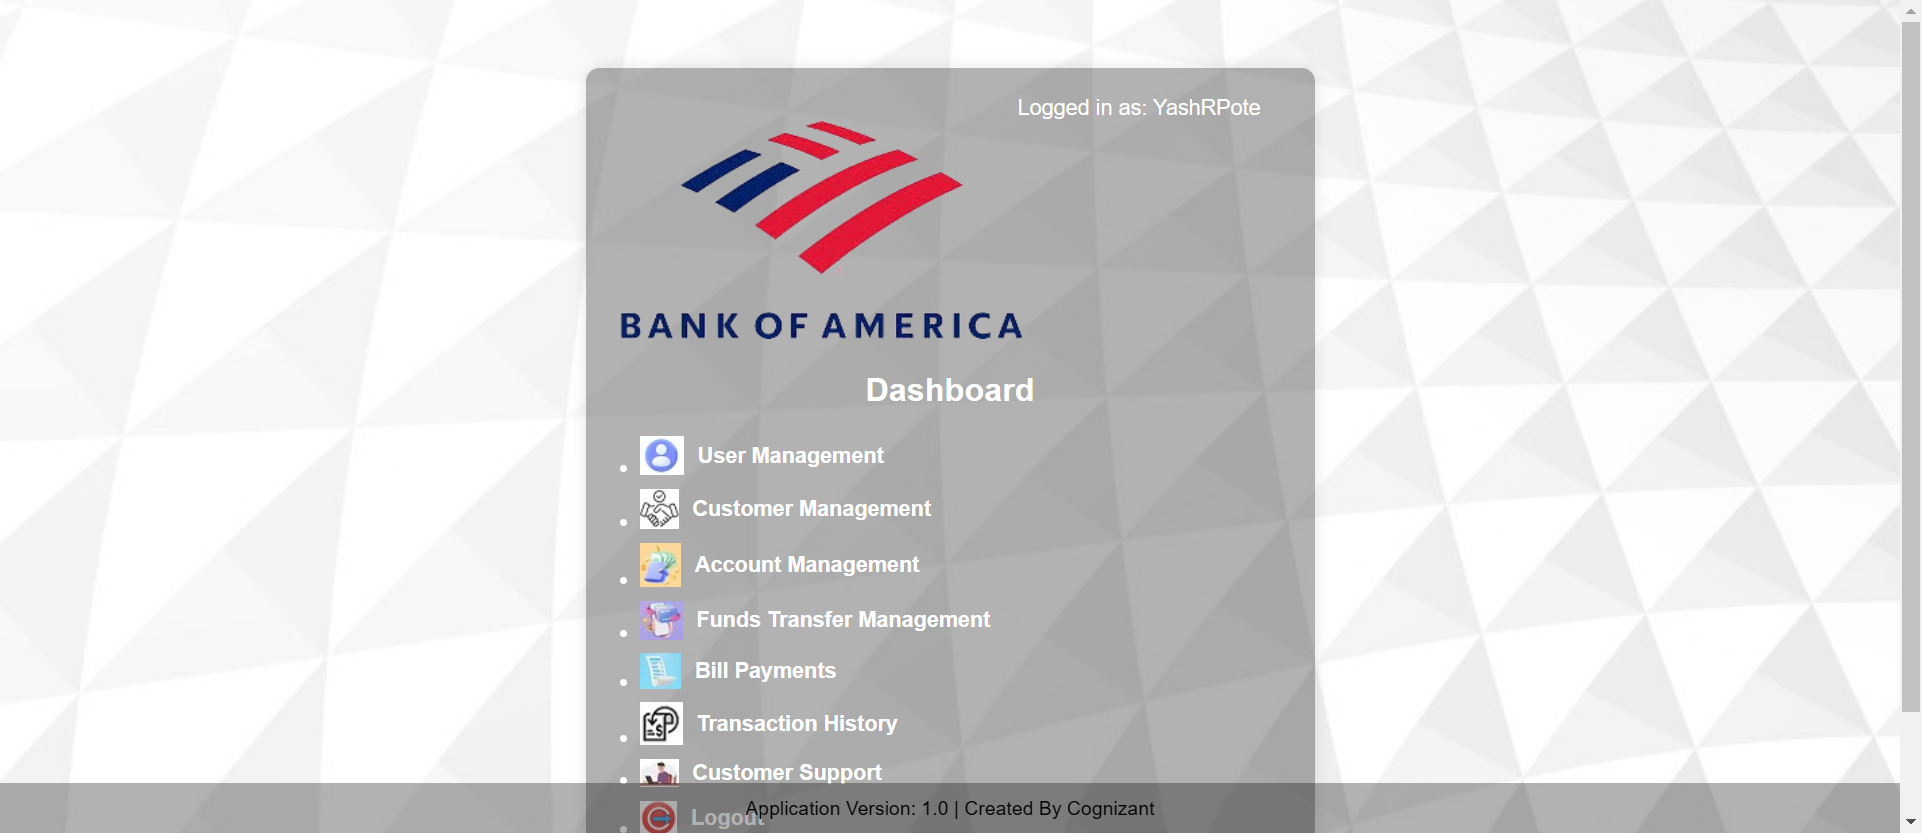 Logged in as: YashRPote
BANK OF AMERICA
Dashboard
User Management
Customer Management
Account Management
Funds Transfer Management
Bill Payments
Transaction History
Customer Support
Logout
Application Version: 1.0 | Created By Cognizant